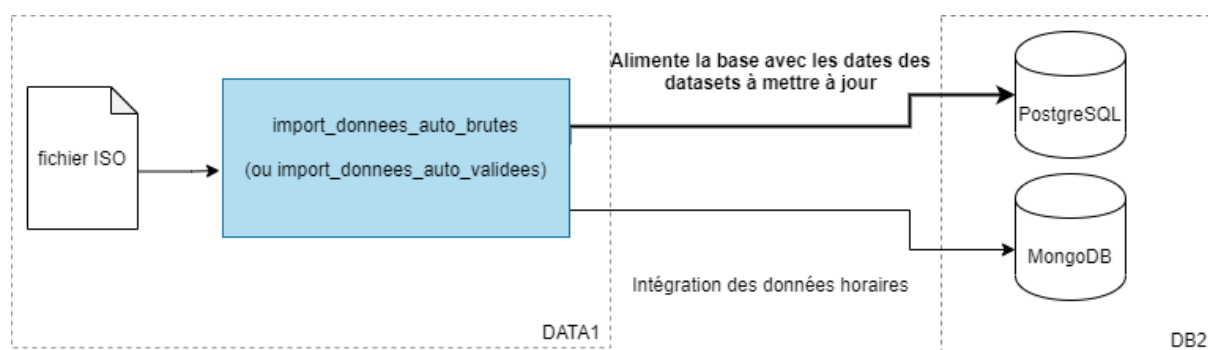 Alimente la base avec les dates des
datasets à mettre à jour
PostgreSQL
fichier ISO
import_donnees_auto_brutes
(ou import_donnees_auto_validees)
MongoDB
Intégration des données horaires
DATA1
DB2